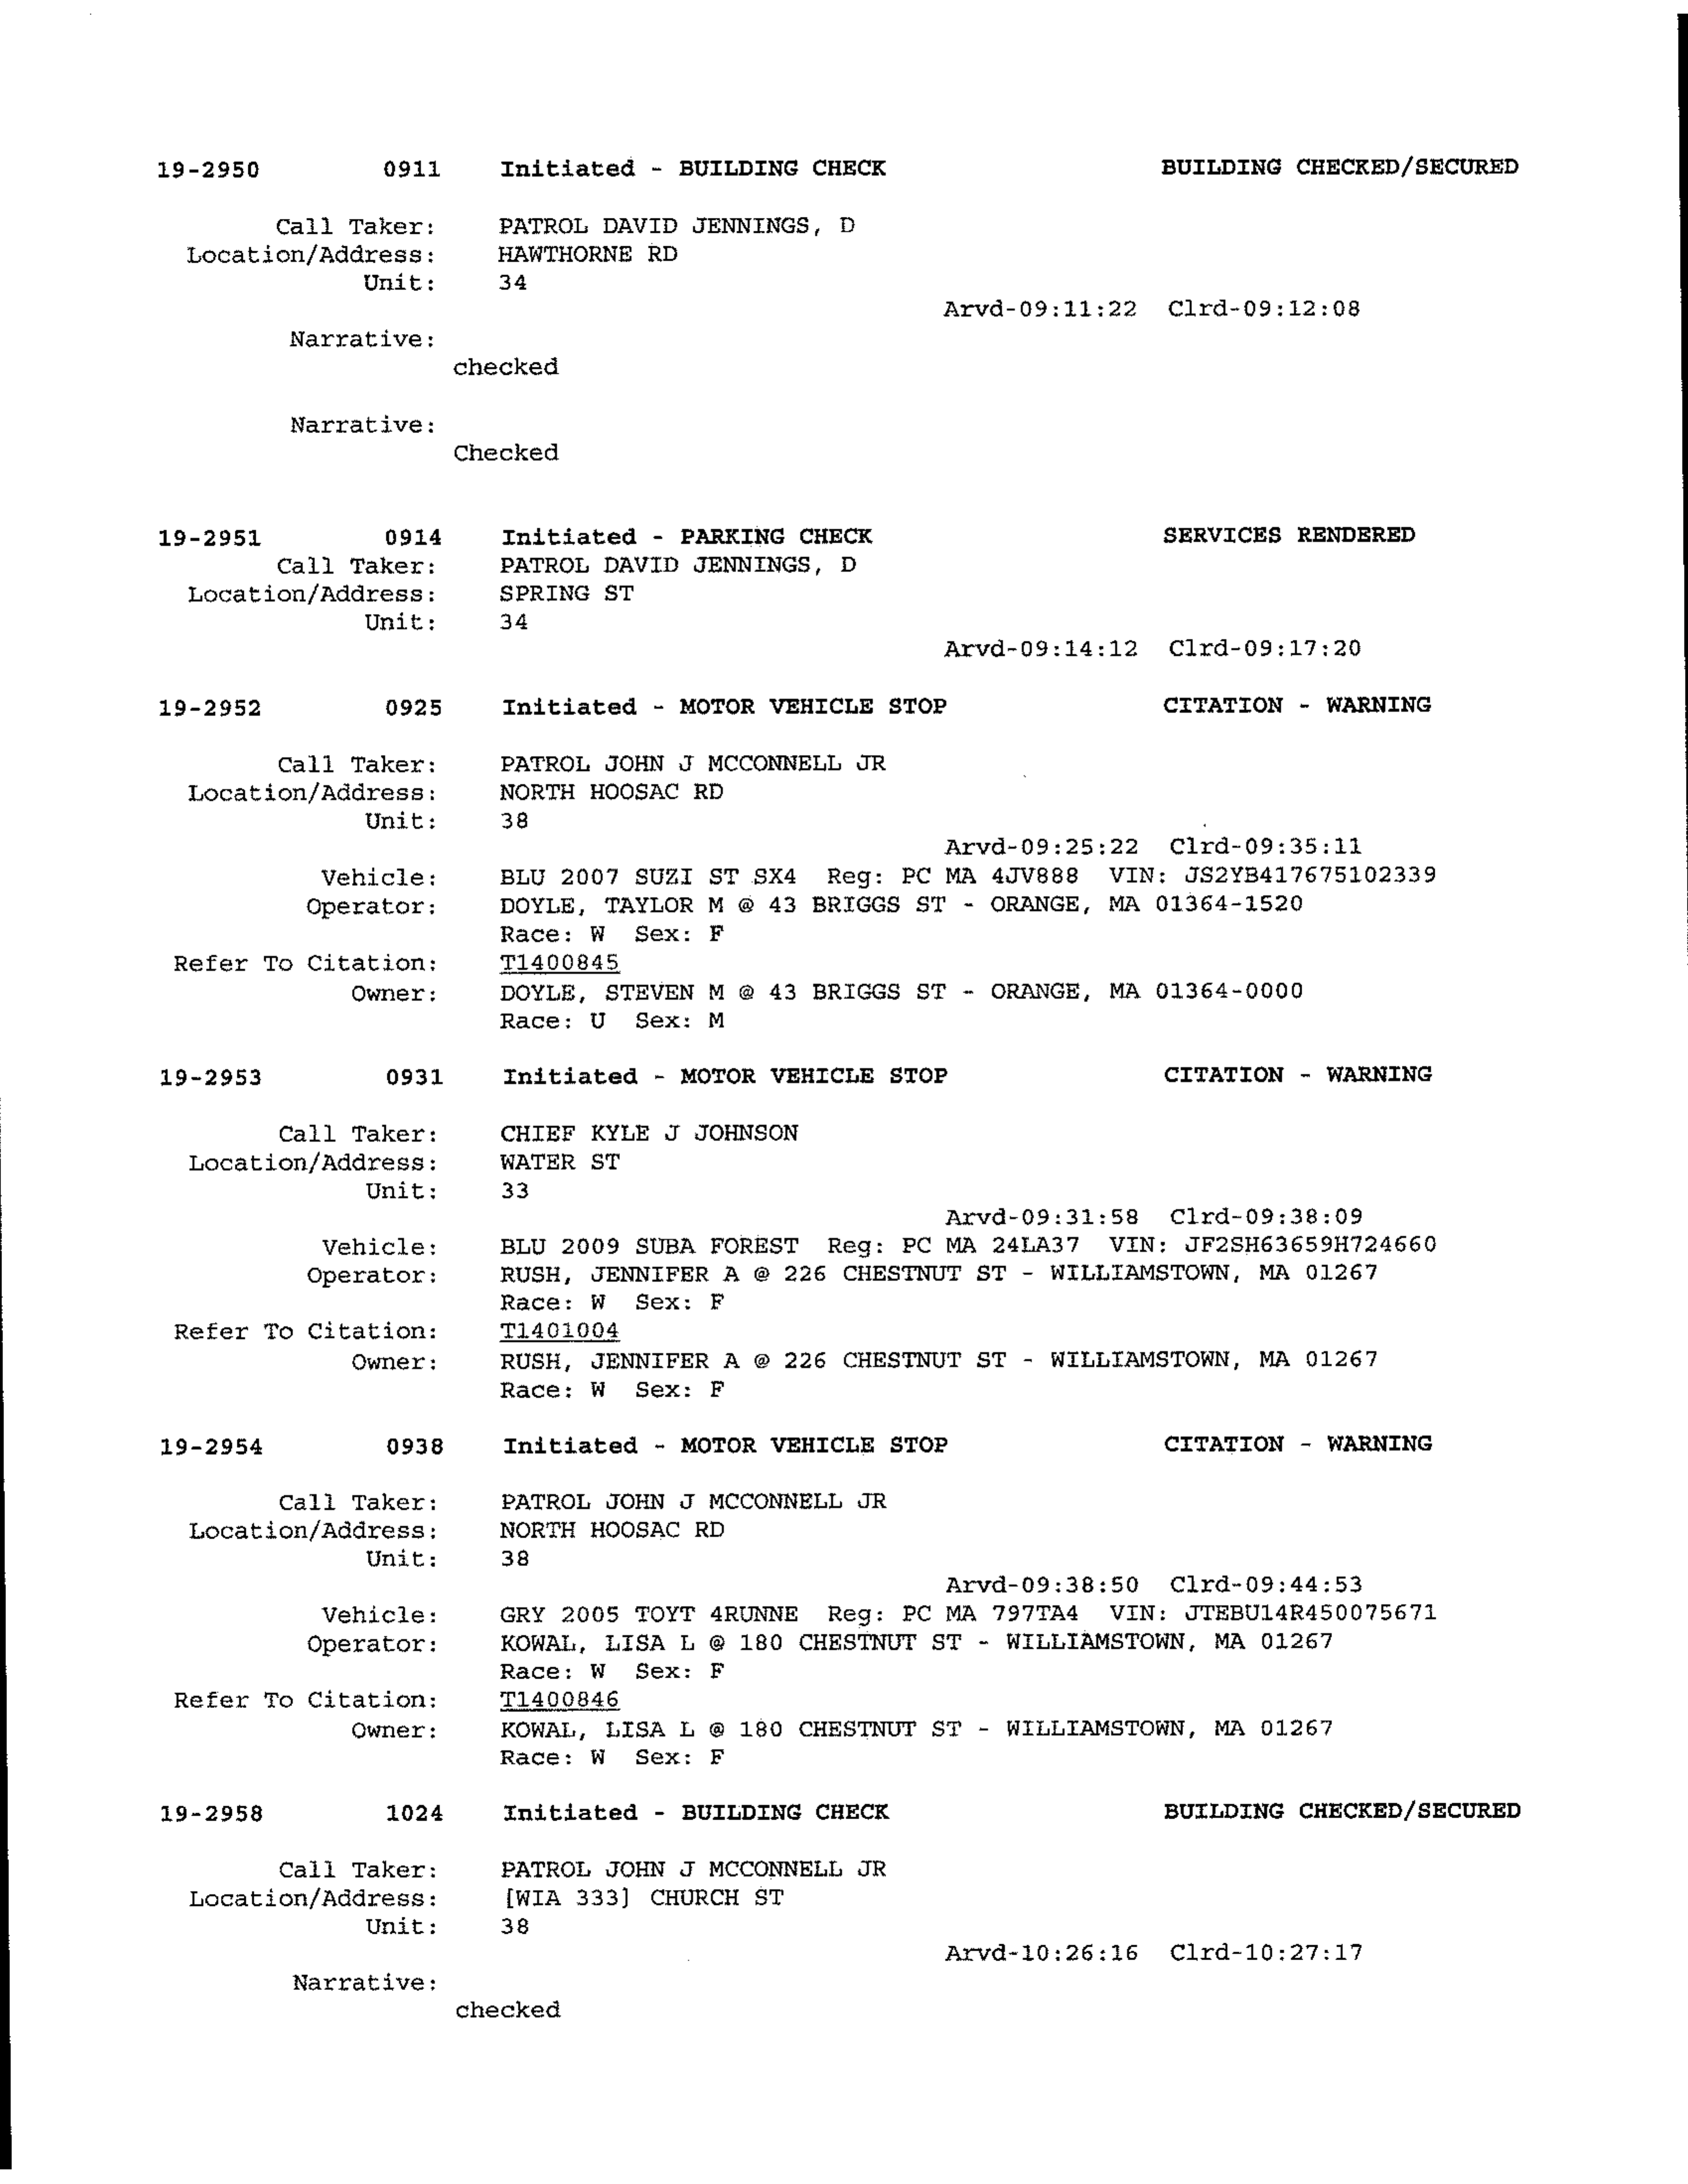 19-2950 0911 Initiated - BUILDING CHECK BUILDING CHECKED/SECURED
Call Taker: PATROL DAVID JENNINGS, D
Location/Address: HAWTHORNE RD
Unit: 34
Arvd-09:11:22 Clrd-09:12:08
Narrative:
checked
Narrative:
Checked
19-2951 0914 Initiated - PARKING CHECK SERVICES RENDERED
Call Taker: PATROL DAVID JENNINGS, D
Location/Address: SPRING ST
Unit: 34
Arvd-09:14:12 Clrd-09:17:20
19-2952 0925 Initiated - MOTOR VEHICLE STOP CITATION - WARNING
Call Taker: PATROL JOHN J MCCONNELL JR
Location/Address: NORTH HOOSAC RD
Unit: 38
Arvd-09:25:22 Clrd-09:35:11
Vehicle: BLU 2007 SUZI ST SX4 Reg: PC MA 4JV888 VIN: JS2YB417675102339
Operator: DOYLE, TAYLOR M @ 43 BRIGGS ST - ORANGE, MA 01364-1520
Race: W Sex: F
Refer To Citation: T1400845
Owner: DOYLE, STEVEN M @ 43 BRIGGS ST - ORANGE, MA 01364-0000
Race: U Sex: M
19-2953 0931 Initiated - MOTOR VEHICLE STOP CITATION - WARNING
Call Taker: CHIEF KYLE J JOHNSON
Location/Address: WATER ST
Unit: 33
Arvd-09:31:58 Clrd-09:38:09
Vehicle: BLU 2009 SUBA FOREST Reg: PC MA 24LA37 VIN: JF2SH63659H724660
Operator: RUSH, JENNIFER A @ 226 CHESTNUT ST - WILLIAMSTOWN, MA 01267
Race: W Sex: F
Refer To Citation: T1401004
Owner: RUSH, JENNIFER A @ 226 CHESTNUT ST - WILLIAMSTOWN, MA 01267
Race: W Sex: F
19-2954 0938 Initiated - MOTOR VEHICLE STOP CITATION - WARNING
Call Taker: PATROL JOHN J MCCONNELL JR
Location/Address: NORTH HOOSAC RD
Unit: 38
Arvd-09:38:50 Clrd-09:44:53
Vehicle: GRY 2005 TOYT 4RUNNE Reg: PC MA 797TA4 VIN: JTEBU14R450075671
Operator: KOWAL, LISA L @ 180 CHESTNUT ST - WILLIAMSTOWN, MA 01267
Race: W Sex: F
Refer To Citation: T1400846
Owner: KOWAL, LISA L @ 180 CHESTNUT ST - WILLIAMSTOWN, MA 01267
Race: W Sex: F
19-2958 1024 Initiated - BUILDING CHECK BUILDING CHECKED/SECURED
Call Taker: PATROL JOHN J MCCONNELL JR
Location/Address: [WIA 333] CHURCH ST
Unit: 38
Arvd-10:26:16 Clrd-10:27:17
Narrative:
checked